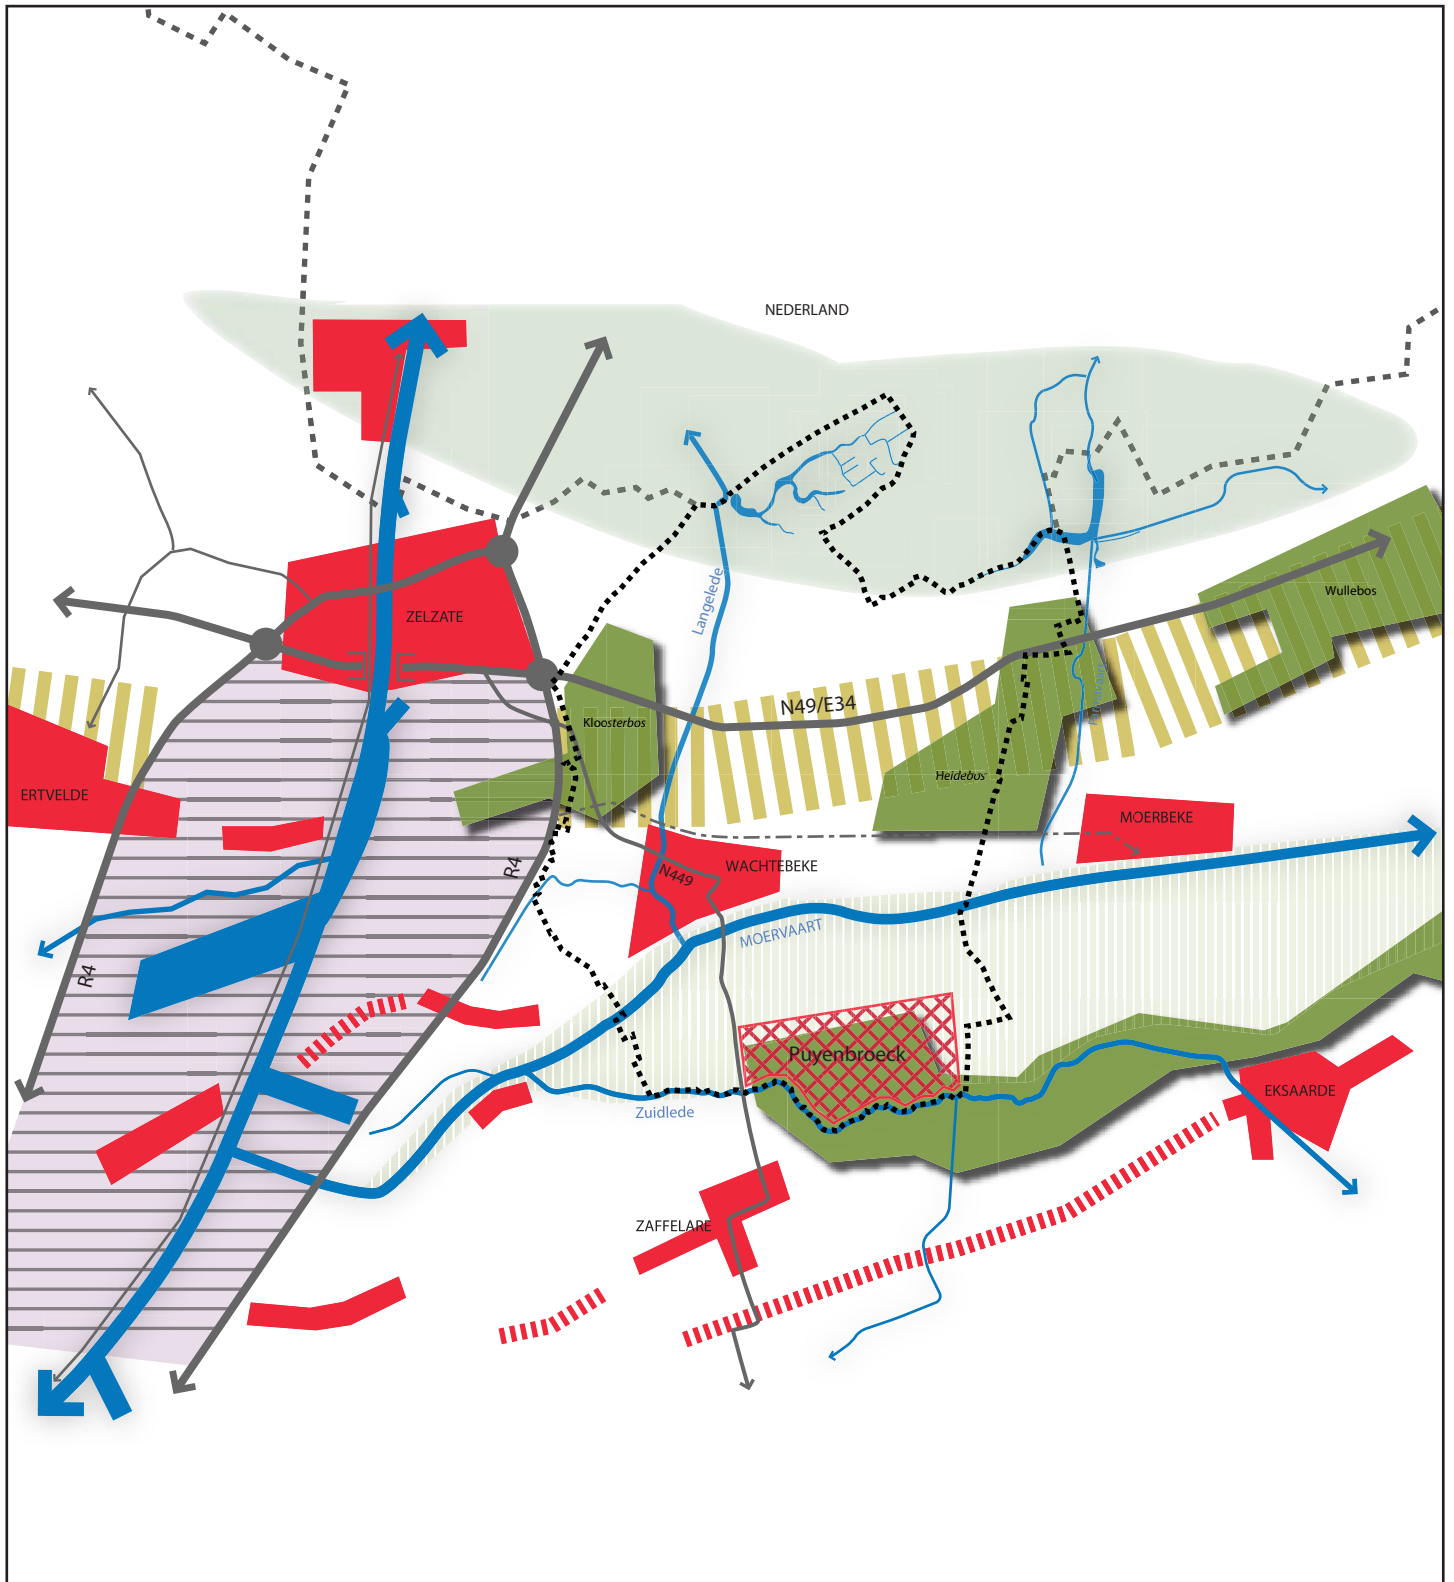 NEDERLAND
Langelede
ZELZATE
Wullebos
Kloosterbos
N49/E34
Heidebos
ERTVELDE
MOERBEKE
R4
WACHTEBEKE
N449
MOERVAART
R4
Puyenbroeck
EKSAARDE
Zuidlede
ZAFFELARE